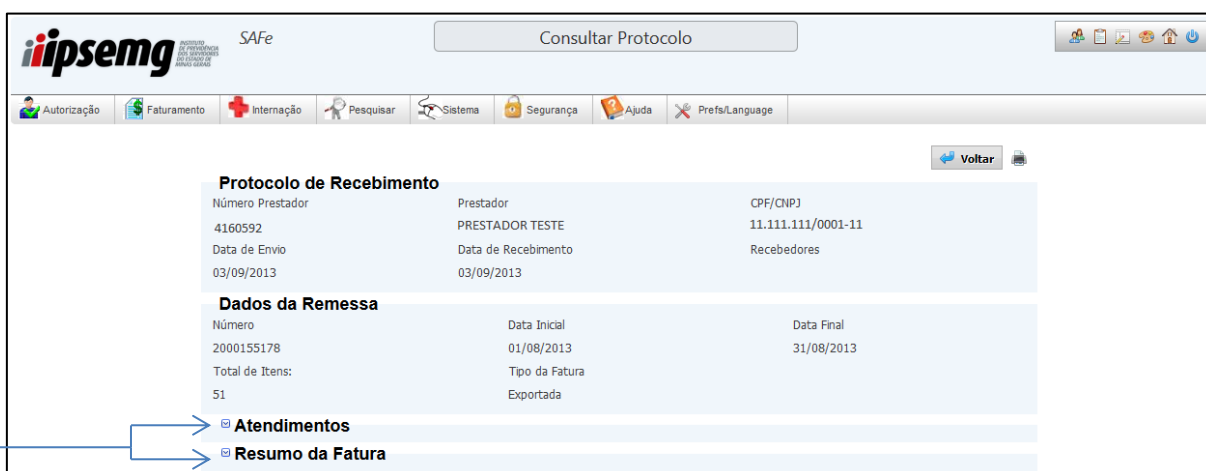 ipsemg INSTITUTO DE PREVIDÊNCIA DOS SERVIDORES DO ESTADO DE MINAS GERAIS
SAFe
Consultar Protocolo
Autorização Faturamento Internação Pesquisar Sistema Segurança Ajuda Prefs/Language
Voltar
Protocolo de Recebimento
Número Prestador Prestador CPF/CNPJ
4160592 PRESTADOR TESTE 11.111.111/0001-11
Data de Envio Data de Recebimento Recebedores
03/09/2013 03/09/2013
Dados da Remessa
Número Data Inicial Data Final
2000155178 01/08/2013 31/08/2013
Total de Itens: Tipo da Fatura
51 Exportada
Atendimentos
Resumo da Fatura